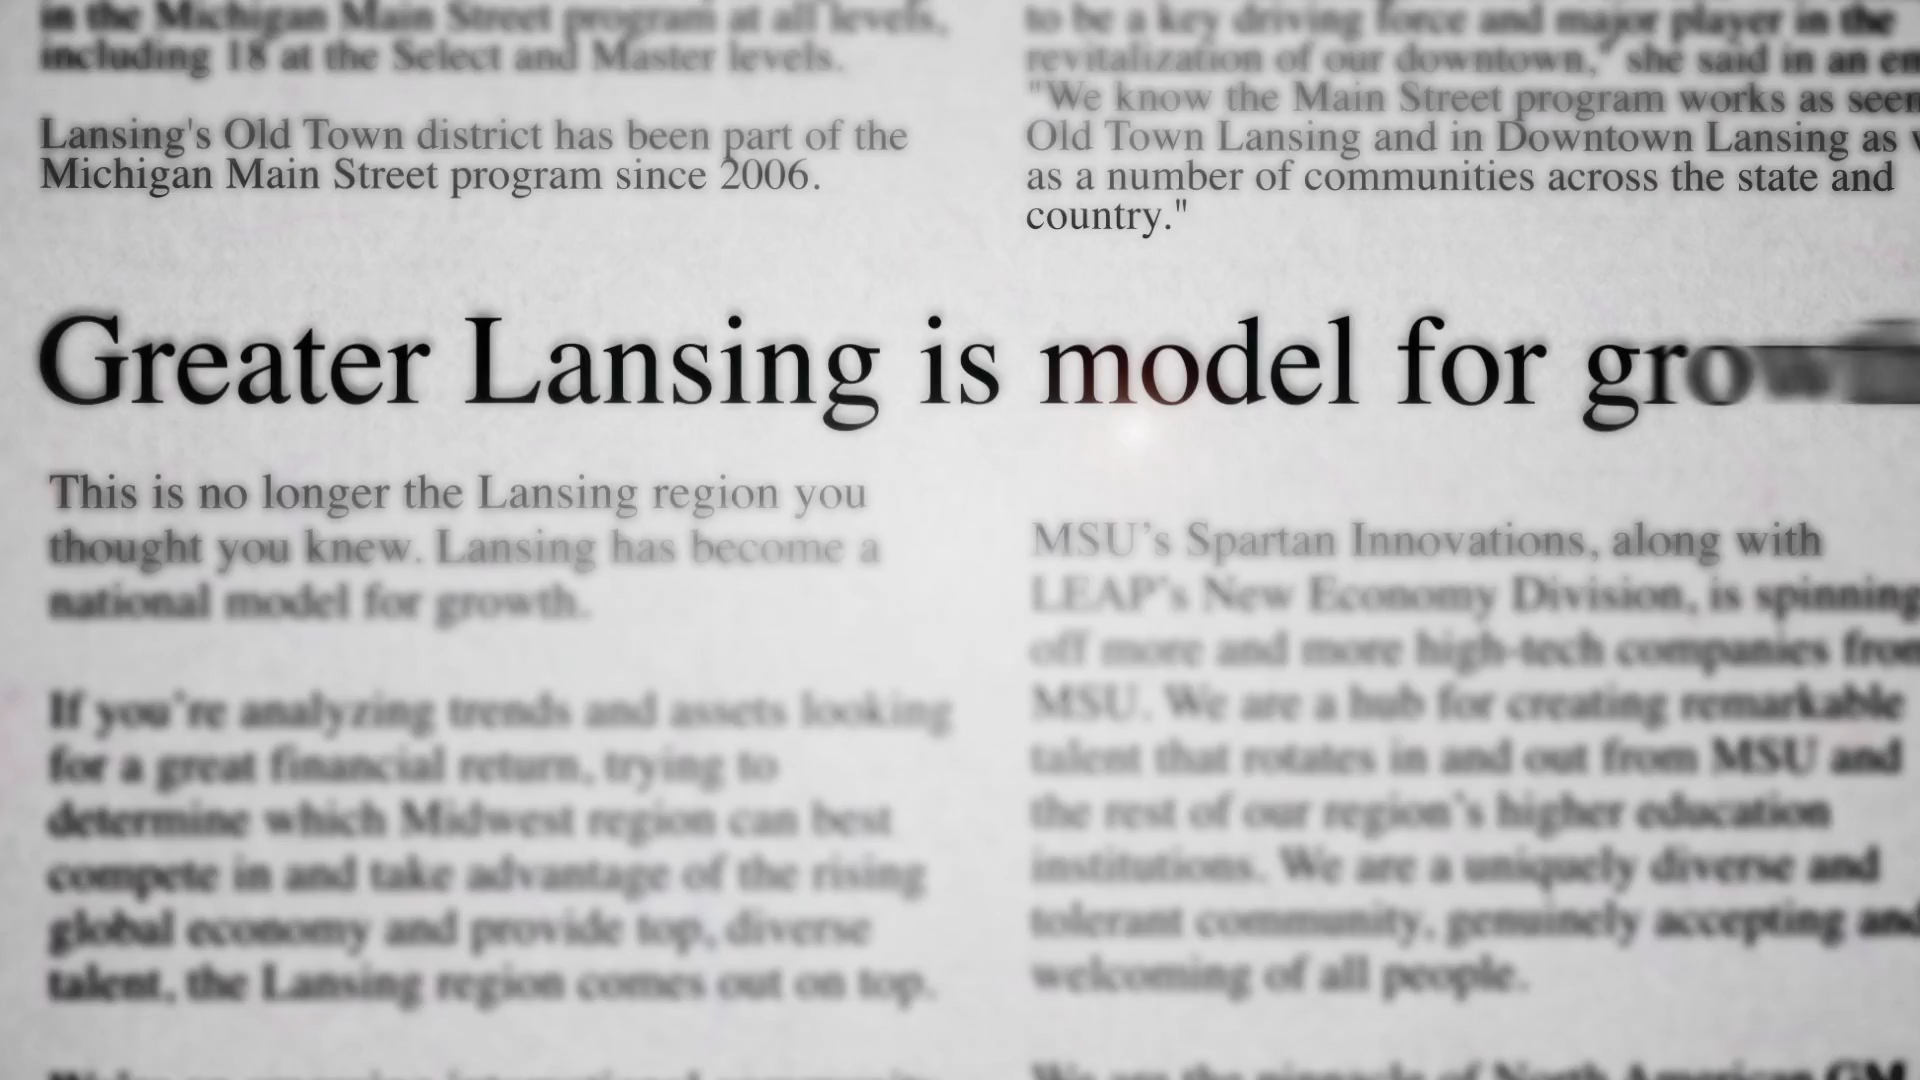 in the Michigan Main Street program at all levels,
including 18 at the Select and Master levels.
Lansing's Old Town district has been part of the
Michigan Main Street program since 2006.
to be a key driving force and major player in the
revitalization of our downtown," she said in an
"We know the Main Street program works as seen
Old Town Lansing and in Downtown Lansing as
as a number of communities across the state and
country."
Greater Lansing is model for
This is no longer the Lansing region you
thought you knew. Lansing has become a
national model for growth.
If you're analyzing trends and assets looking
for a great financial return, trying to
determine which Midwest region can best
compete in and take advantage of the rising
global economy and provide top, diverse
talent, the Lansing region comes out on top.
MSU’s Spartan Innovations, along with
LEAP’s New Economy Division, is spinning
off more and more high-tech companies from
MSU. We are a hub for creating remarkable
talent that rotates in and out from MSU and
the rest of our region’s higher education
institutions. We are a uniquely diverse and
tolerant community, genuinely accepting and
welcoming of all people.
We are the pinnacle of North American GM